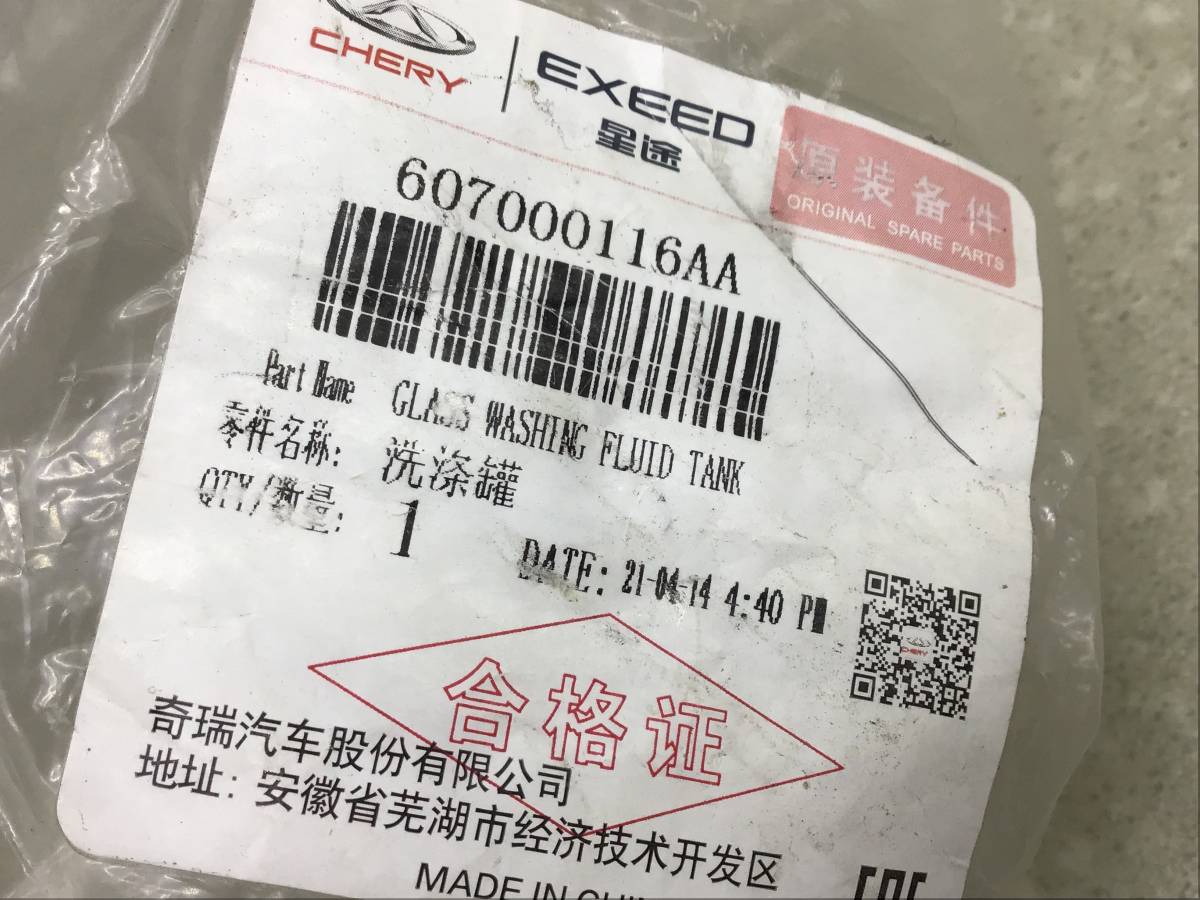 CHERY
EXEED
星途
原装备件
ORIGINAL SPARE PARTS
607000116AA
Part Name GLASS WASHING FLUID TANK
零件名称: 洗涤罐
QTY/数量: 1
DATE: 21-04-14 4:40 PM
CHERY
合格证
奇瑞汽车股份有限公司
地址: 安徽省芜湖市经济技术开发区
MADE IN